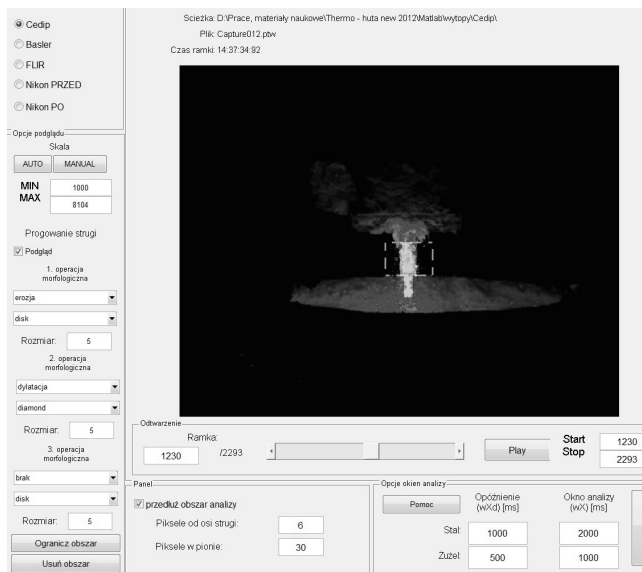 Sciezka: D:\Prace, materiały naukowe\Thermo - huta new 2012\Matlab\wytopy\Cedip\
Plik: Capture012.ptw
Czas ramki: 14:37:34:92
Cedip
Basler
FLIR
Nikon PRZED
Nikon PO
Opcje podglądu
Skala
AUTO MANUAL
MIN 1000
MAX 8104
Progowanie strugi
Podgląd
1. operacja
morfologiczna
erozja
disk
Rozmiar: 5
2. operacja
morfologiczna
dylatacja
diamond
Rozmiar: 5
3. operacja
morfologiczna
brak
disk
Rozmiar: 5
Ogranicz obszar
Usuń obszar
Odtwarzenie
Ramka:
1230 /2293 Play
Start 1230
Stop 2293
Panel
przedłuż obszar analizy
Piksele od osi strugi: 6
Piksele w pionie: 30
Opcje okien analizy
Pomoc
Opóźnienie Okno analizy
(wXd) [ms] (wX) [ms]
Stal: 1000 2000
Żużel: 500 1000